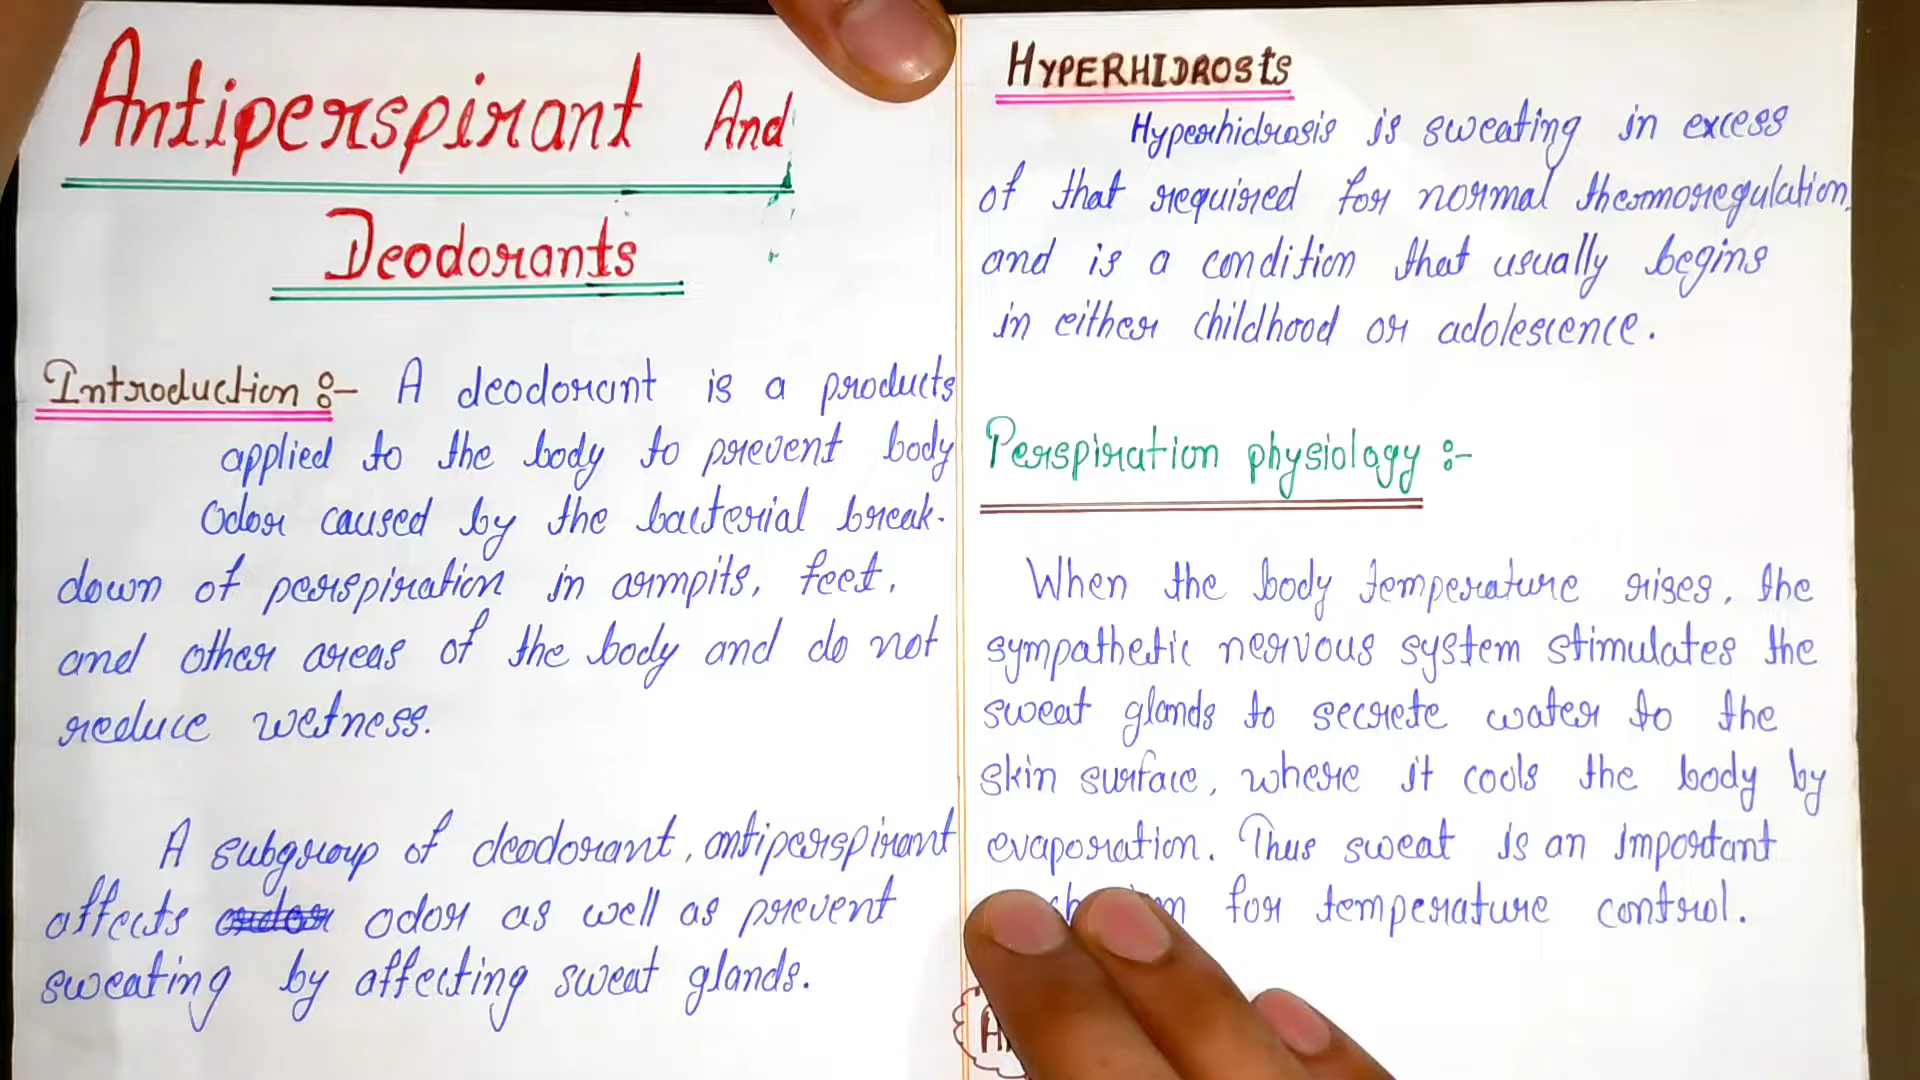 Antiperspirant And
Deodorants
Introduction :- A deodorant is a products
applied to the body to prevent body
Odor caused by the bacterial break-
down of perspiration in armpits, feet,
and other areas of the body and do not
reduce wetness.
A subgroup of deodorant, antiperspirant
affects odor as well as prevent
sweating by affecting sweat glands.
HYPERHIDROSIS
Hyperhidrosis is sweating in excess
of that required for normal thermoregulation,
and is a condition that usually begins
in either childhood or adolescence.
Perspiration physiology :-
When the body temperature rises, the
sympathetic nervous system stimulates the
sweat glands to secrete water to the
skin surface, where it cools the body by
evaporation. Thus sweat is an important
for temperature control.